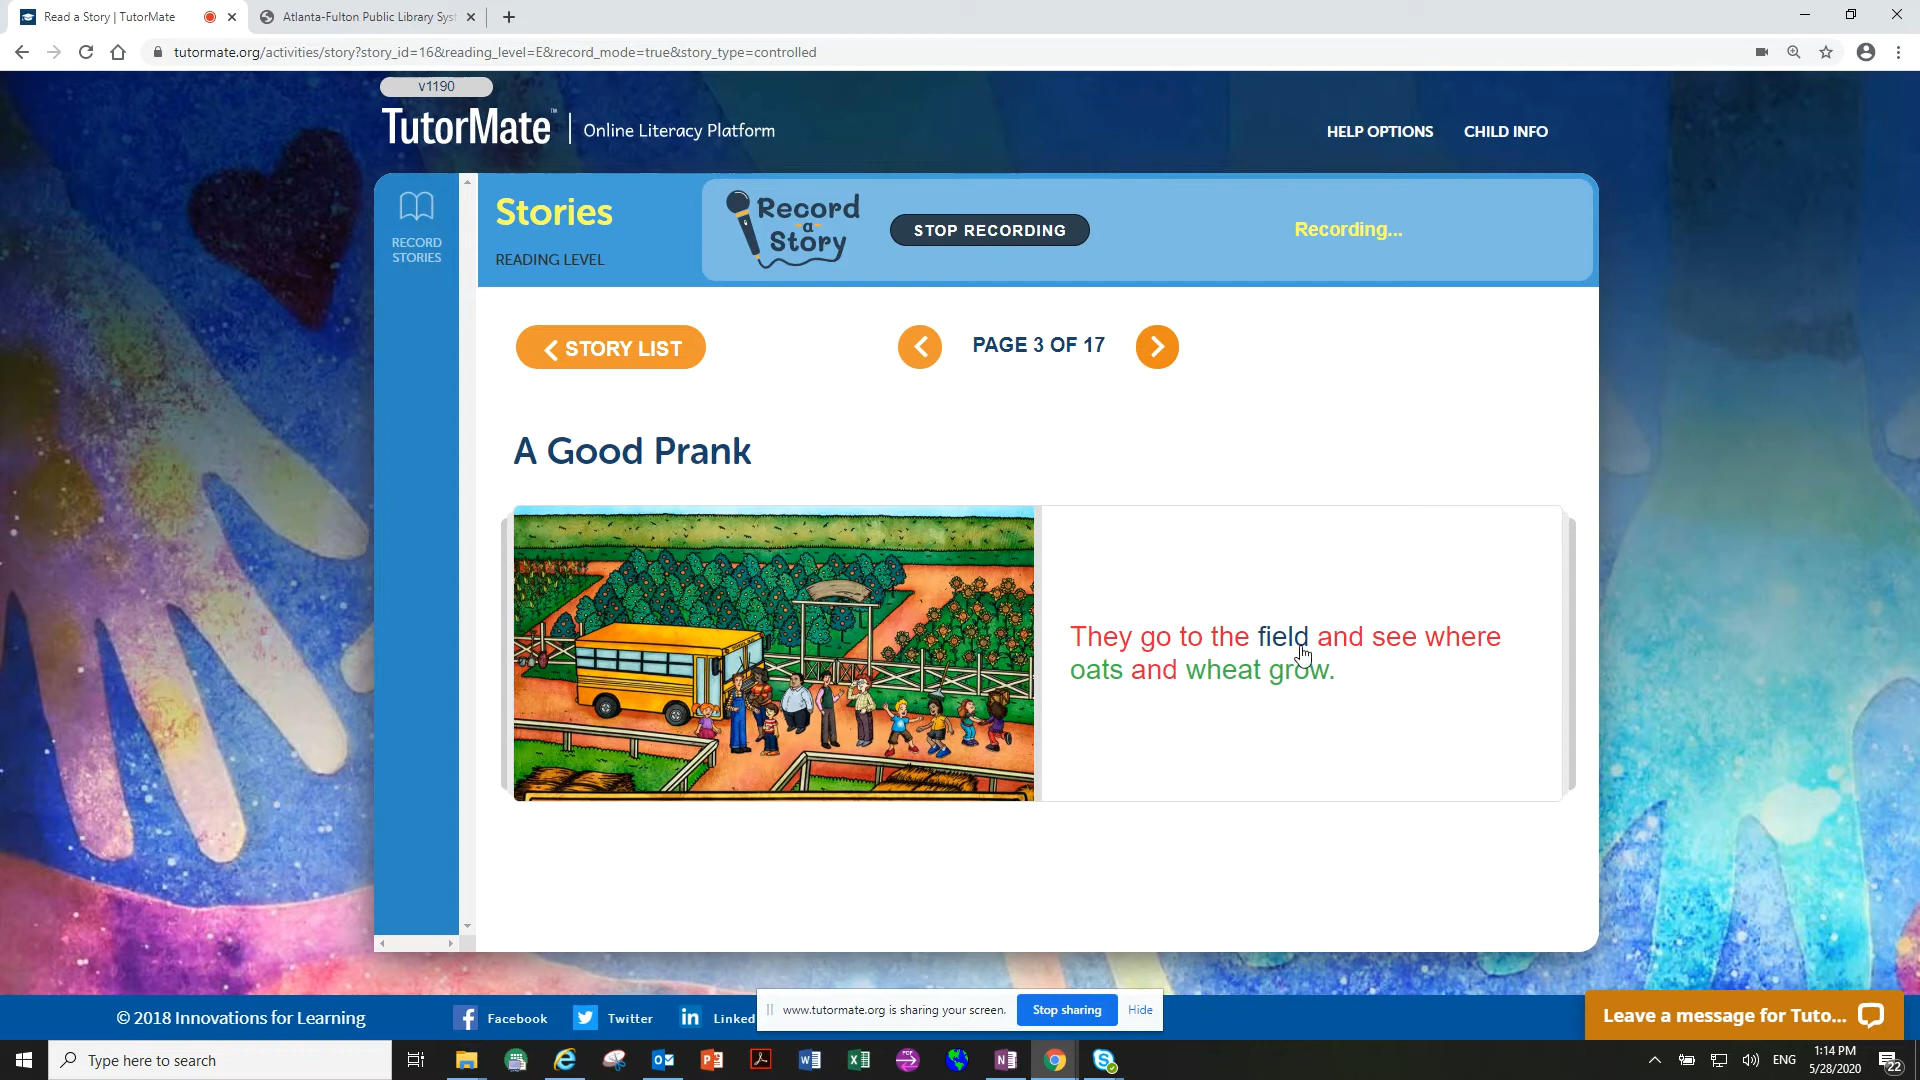 Read a Story | TutorMate
Atlanta-Fulton Public Library Syst
tutormate.org/activities/story?story_id=16&reading_level=E&record_mode=true&story_type=controlled
v1190
TutorMate™ | Online Literacy Platform
HELP OPTIONS
CHILD INFO
RECORD
STORIES
Stories
READING LEVEL
Record
a
Story
STOP RECORDING
Recording...
STORY LIST
PAGE 3 OF 17
A Good Prank
They go to the field and see where
oats and wheat grow.
© 2018 Innovations for Learning
Facebook
Twitter
Linked
www.tutormate.org is sharing your screen.
Stop sharing
Hide
Leave a message for Tuto...
Type here to search
ENG
1:14 PM
5/28/2020
22